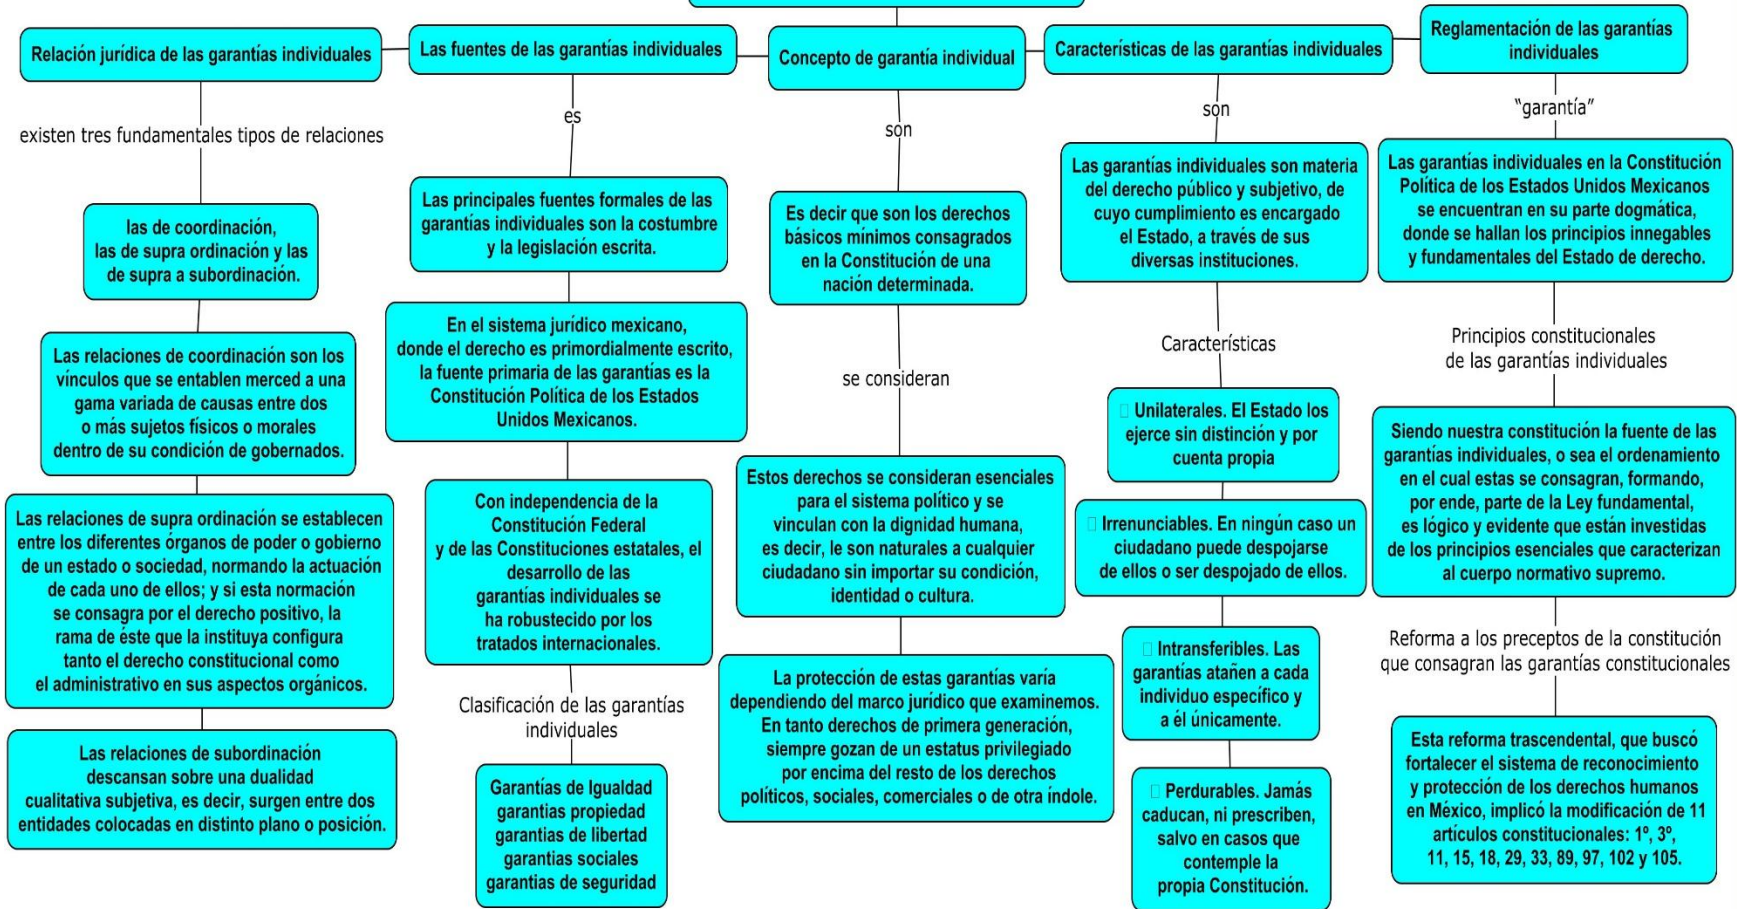 Relación jurídica de las garantías individuales
existen tres fundamentales tipos de relaciones
las de coordinación,
las de supra ordinación y las
de supra a subordinación.
Las relaciones de coordinación son los
vínculos que se entablen merced a una
gama variada de causas entre dos
o más sujetos físicos o morales
dentro de su condición de gobernados.
Las relaciones de supra ordinación se establecen
entre los diferentes órganos de poder o gobierno
de un estado o sociedad, normando la actuación
de cada uno de ellos; y si esta normación
se consagra por el derecho positivo, la
rama de éste que la instituya configura
tanto el derecho constitucional como
el administrativo en sus aspectos orgánicos.
Las relaciones de subordinación
descansan sobre una dualidad
cualitativa subjetiva, es decir, surgen entre dos
entidades colocadas en distinto plano o posición.
Las fuentes de las garantías individuales
es
Las principales fuentes formales de las
garantías individuales son la costumbre
y la legislación escrita.
En el sistema jurídico mexicano,
donde el derecho es primordialmente escrito,
la fuente primaria de las garantías es la
Constitución Política de los Estados
Unidos Mexicanos.
Con independencia de la
Constitución Federal
y de las Constituciones estatales, el
desarrollo de las
garantías individuales se
ha robustecido por los
tratados internacionales.
Clasificación de las garantías
individuales
Garantías de Igualdad
garantias propiedad
garantias de libertad
garantias sociales
garantias de seguridad
Concepto de garantía individual
son
Es decir que son los derechos
básicos mínimos consagrados
en la Constitución de una
nación determinada.
se consideran
Estos derechos se consideran esenciales
para el sistema político y se
vinculan con la dignidad humana,
es decir, le son naturales a cualquier
ciudadano sin importar su condición,
identidad o cultura.
La protección de estas garantías varía
dependiendo del marco jurídico que examinemos.
En tanto derechos de primera generación,
siempre gozan de un estatus privilegiado
por encima del resto de los derechos
políticos, sociales, comerciales o de otra índole.
Características de las garantías individuales
son
Las garantías individuales son materia
del derecho público y subjetivo, de
cuyo cumplimiento es encargado
el Estado, a través de sus
diversas instituciones.
Características
Unilaterales. El Estado los
ejerce sin distinción y por
cuenta propia
Irrenunciables. En ningún caso un
ciudadano puede despojarse
de ellos o ser despojado de ellos.
Intransferibles. Las
garantías atañen a cada
individuo específico y
a él únicamente.
Perdurables. Jamás
caducan, ni prescriben,
salvo en casos que
contemple la
propia Constitución.
Reglamentación de las garantías
individuales
“garantía”
Las garantías individuales en la Constitución
Política de los Estados Unidos Mexicanos
se encuentran en su parte dogmática,
donde se hallan los principios innegables
y fundamentales del Estado de derecho.
Principios constitucionales
de las garantías individuales
Siendo nuestra constitución la fuente de las
garantías individuales, o sea el ordenamiento
en el cual estas se consagran, formando,
por ende, parte de la Ley fundamental,
es lógico y evidente que están investidas
de los principios esenciales que caracterizan
al cuerpo normativo supremo.
Reforma a los preceptos de la constitución
que consagran las garantías constitucionales
Esta reforma trascendental, que buscó
fortalecer el sistema de reconocimiento
y protección de los derechos humanos
en México, implicó la modificación de 11
artículos constitucionales: 1º, 3º,
11, 15, 18, 29, 33, 89, 97, 102 y 105.